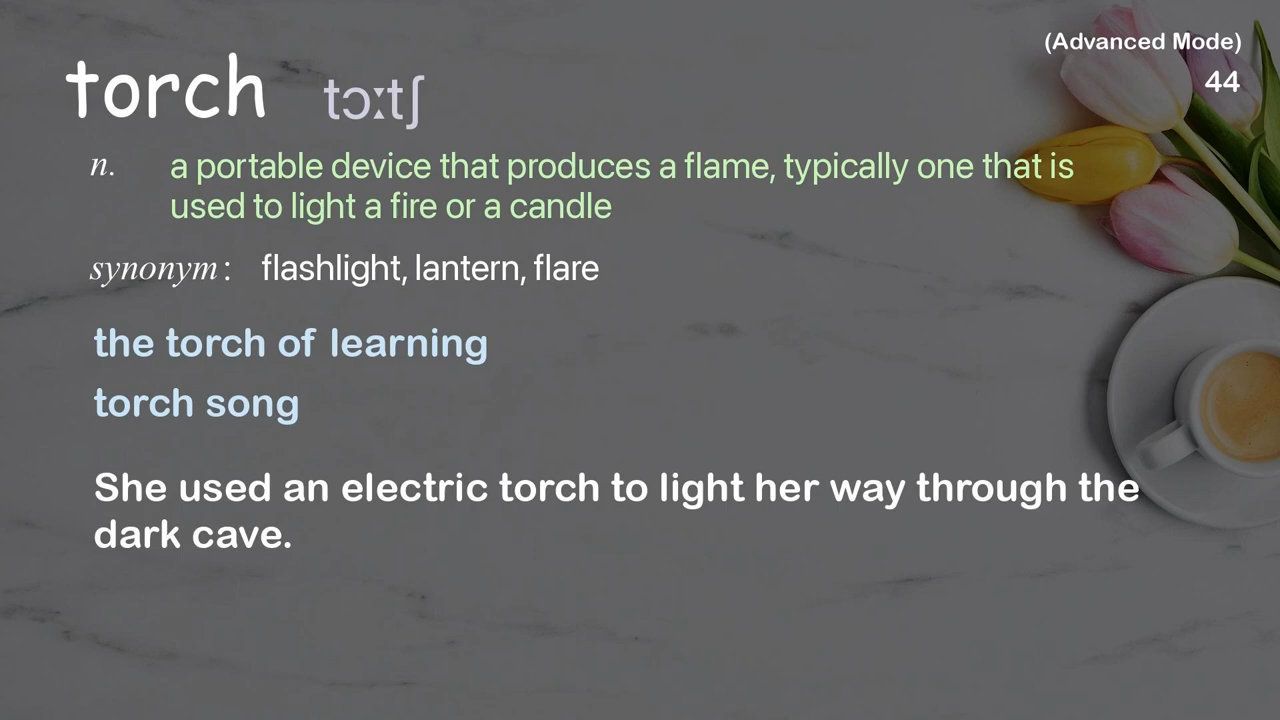 (Advanced Mode)
torch tɔːtʃ
44
n. a portable device that produces a flame, typically one that is
used to light a fire or a candle
synonym: flashlight, lantern, flare
the torch of learning
torch song
She used an electric torch to light her way through the
dark cave.